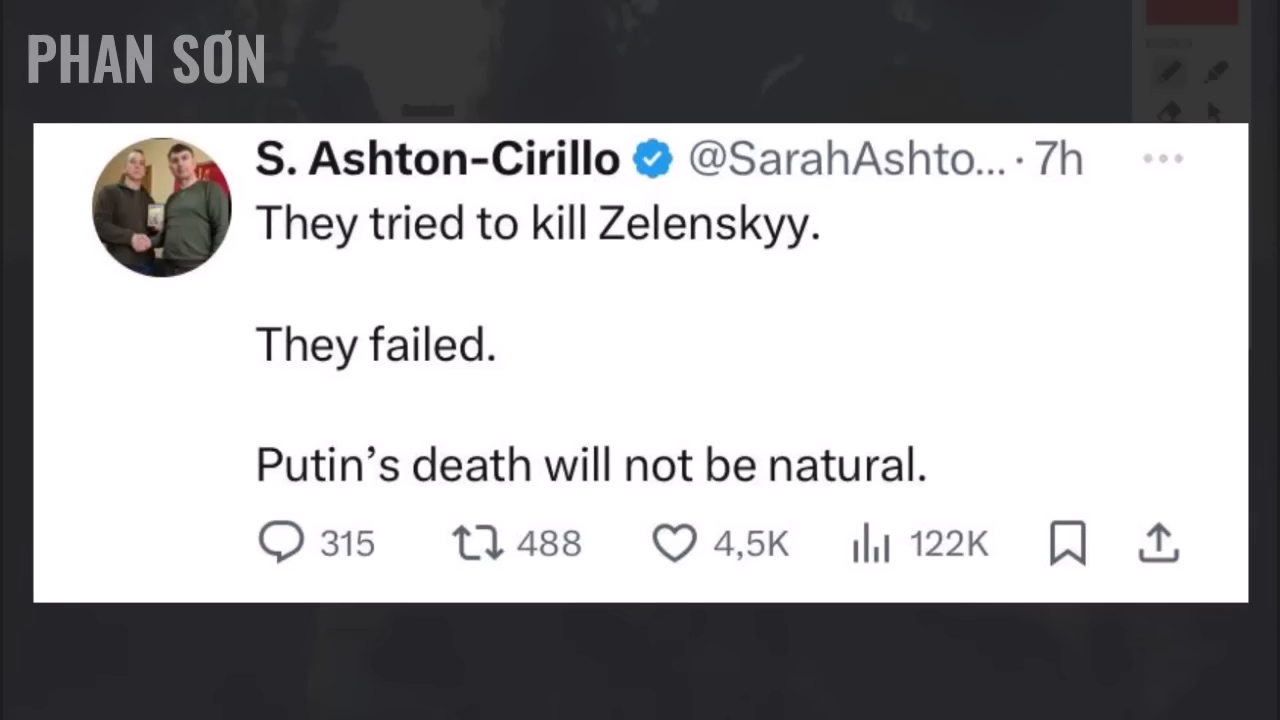 PHAN SƠN
S. Ashton-Cirillo @SarahAshto... · 7h
They tried to kill Zelenskyy.
They failed.
Putin’s death will not be natural.
315 488 4,5K 122K